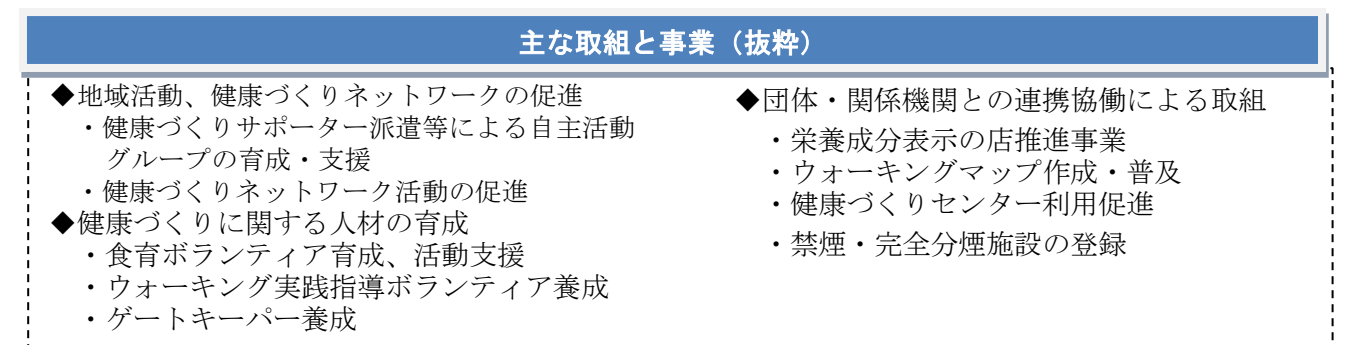 主な取組と事業（抜粋）
◆地域活動、健康づくりネットワークの促進
・健康づくりサポーター派遣等による自主活動
グループの育成・支援
・健康づくりネットワーク活動の促進
◆健康づくりに関する人材の育成
・食育ボランティア育成、活動支援
・ウォーキング実践指導ボランティア養成
・ゲートキーパー養成
◆団体・関係機関との連携協働による取組
・栄養成分表示の店推進事業
・ウォーキングマップ作成・普及
・健康づくりセンター利用促進
・禁煙・完全分煙施設の登録